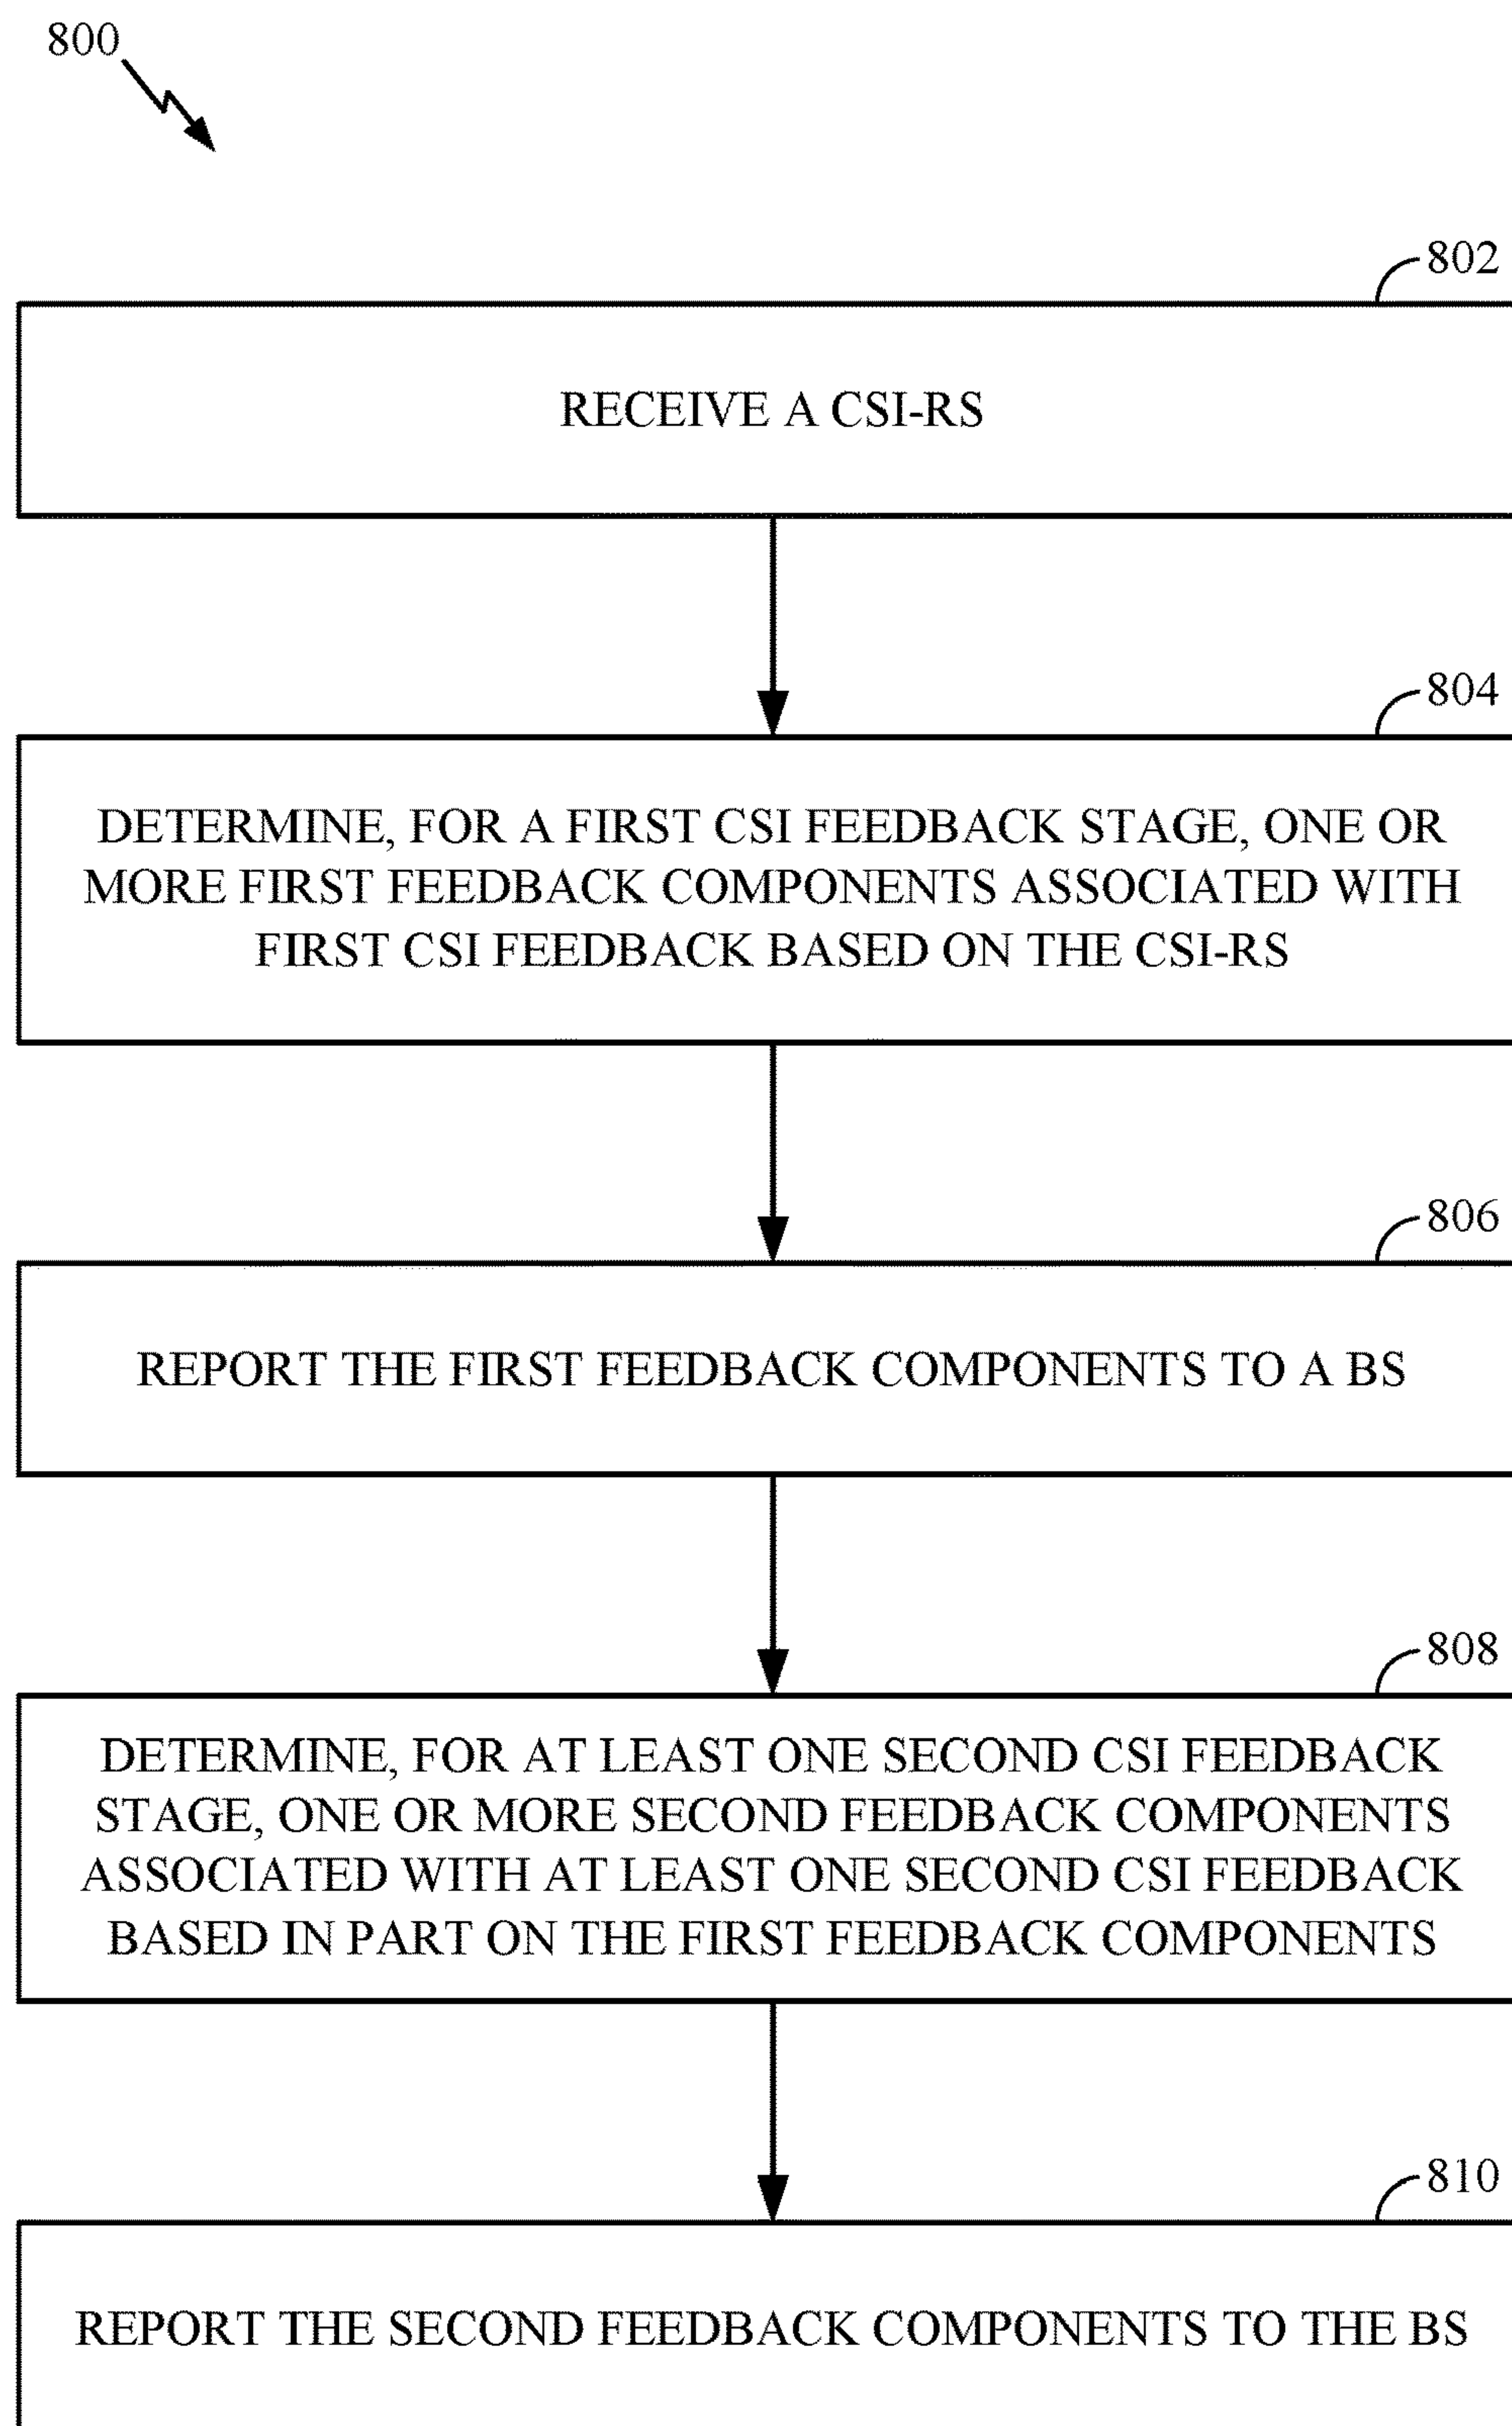 800
802
RECEIVE A CSI-RS
804
DETERMINE, FOR A FIRST CSI FEEDBACK STAGE, ONE OR
MORE FIRST FEEDBACK COMPONENTS ASSOCIATED WITH
FIRST CSI FEEDBACK BASED ON THE CSI-RS
806
REPORT THE FIRST FEEDBACK COMPONENTS TO A BS
808
DETERMINE, FOR AT LEAST ONE SECOND CSI FEEDBACK
STAGE, ONE OR MORE SECOND FEEDBACK COMPONENTS
ASSOCIATED WITH AT LEAST ONE SECOND CSI FEEDBACK
BASED IN PART ON THE FIRST FEEDBACK COMPONENTS
810
REPORT THE SECOND FEEDBACK COMPONENTS TO THE BS